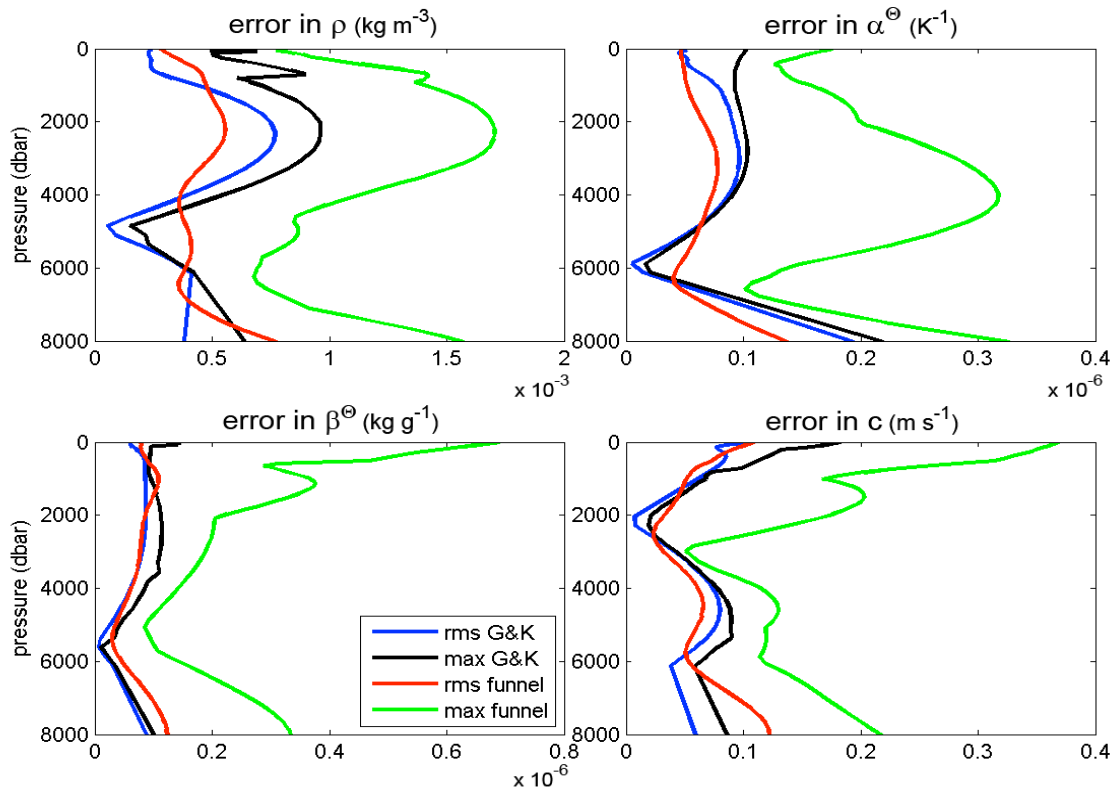 error in ρ (kg m⁻³)
pressure (dbar)
0
2000
4000
6000
8000
0 0.5 1 1.5 2
x 10⁻³
error in α^Θ (K⁻¹)
0
2000
4000
6000
8000
0 0.1 0.2 0.3 0.4
x 10⁻⁶
error in β^Θ (kg g⁻¹)
pressure (dbar)
0
2000
4000
6000
8000
rms G&K
max G&K
rms funnel
max funnel
0 0.2 0.4 0.6 0.8
x 10⁻⁶
error in c (m s⁻¹)
0
2000
4000
6000
8000
0 0.1 0.2 0.3 0.4